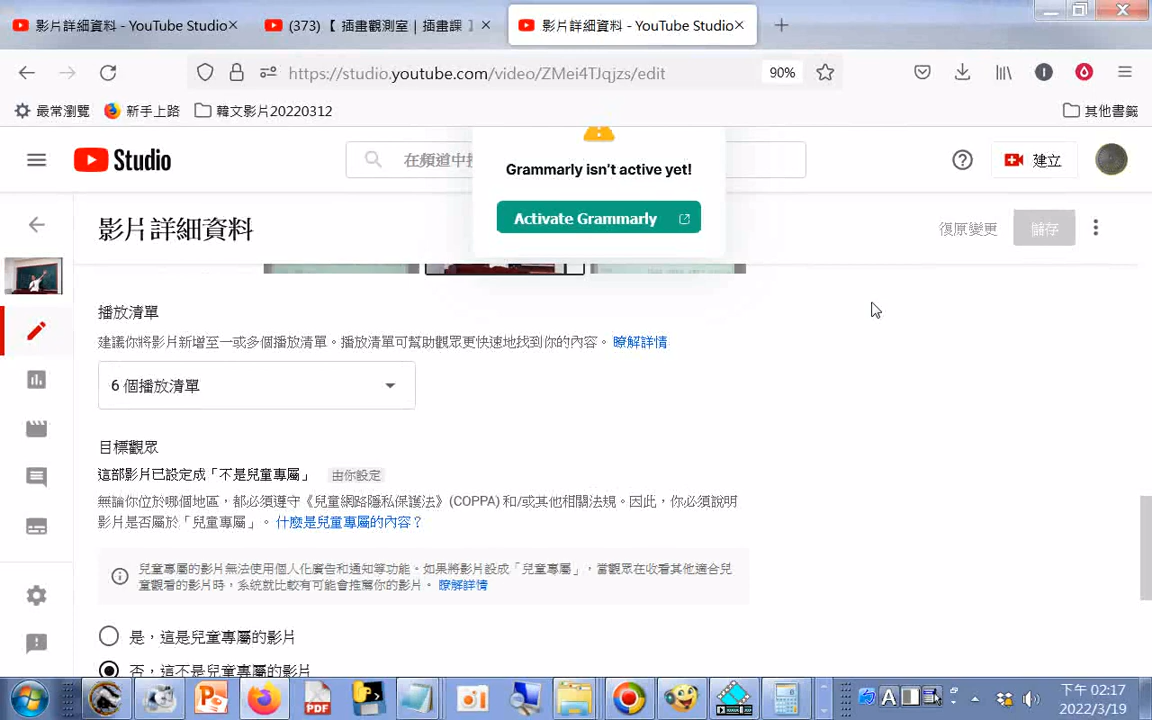 影片詳細資料 - YouTube Studio
(373)【 插畫觀測室 | 插畫課 】
影片詳細資料 - YouTube Studio
https://studio.youtube.com/video/ZMei4TJqjzs/edit
90%
最常瀏覽
新手上路
韓文影片20220312
其他書籤
Studio
在頻道中搜
Grammarly isn't active yet!
Activate Grammarly
建立
影片詳細資料
復原變更
儲存
播放清單
建議你將影片新增至一或多個播放清單。播放清單可幫助觀眾更快速地找到你的內容。 瞭解詳情
6 個播放清單
目標觀眾
這部影片已設定成「不是兒童專屬」 由你設定
無論你位於哪個地區,都必須遵守《兒童網路隱私保護法》(COPPA) 和/或其他相關法規。因此,你必須說明
影片是否屬於「兒童專屬」。 什麼是兒童專屬的內容?
兒童專屬的影片無法使用個人化廣告和通知等功能。如果將影片設成「兒童專屬」,當觀眾在收看其他適合兒
童觀看的影片時,系統就比較有可能會推薦你的影片。 瞭解詳情
是,這是兒童專屬的影片
否,這不是兒童專屬的影片
PDF
A
下午 02:17
2022/3/19